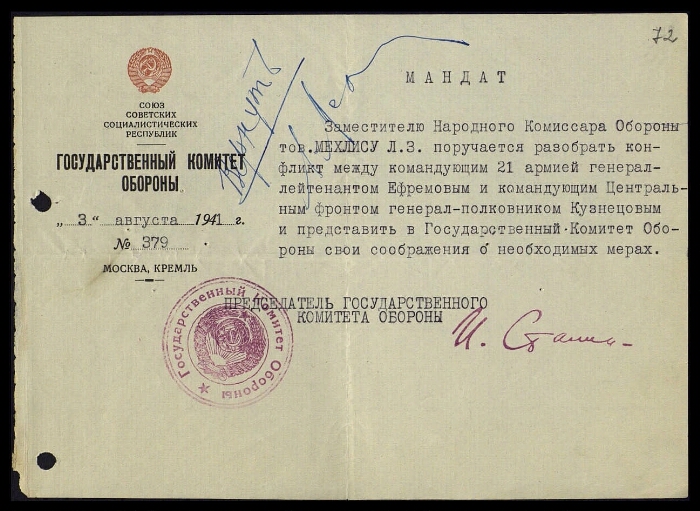 72
МАНДАТ
СОЮЗ
СОВЕТСКИХ
СОЦИАЛИСТИЧЕСКИХ
РЕСПУБЛИК
ГОСУДАРСТВЕННЫЙ КОМИТЕТ
ОБОРОНЫ
„3“ августа 1941 г.
№ 379
МОСКВА, КРЕМЛЬ
Вернуть
Заместителю Народного Комиссара Обороны
тов.МЕХЛИСУ Л.З. поручается разобрать кон-
фликт между командующим 21 армией генерал-
лейтенантом Ефремовым и командующим Централь-
ным фронтом генерал-полковником Кузнецовым
и представить в Государственный Комитет Обо-
роны свои соображения о необходимых мерах.
ПРЕДСЕДАТЕЛЬ ГОСУДАРСТВЕННОГО
КОМИТЕТА ОБОРОНЫ
И. Сталин
Государственный Комитет Обороны